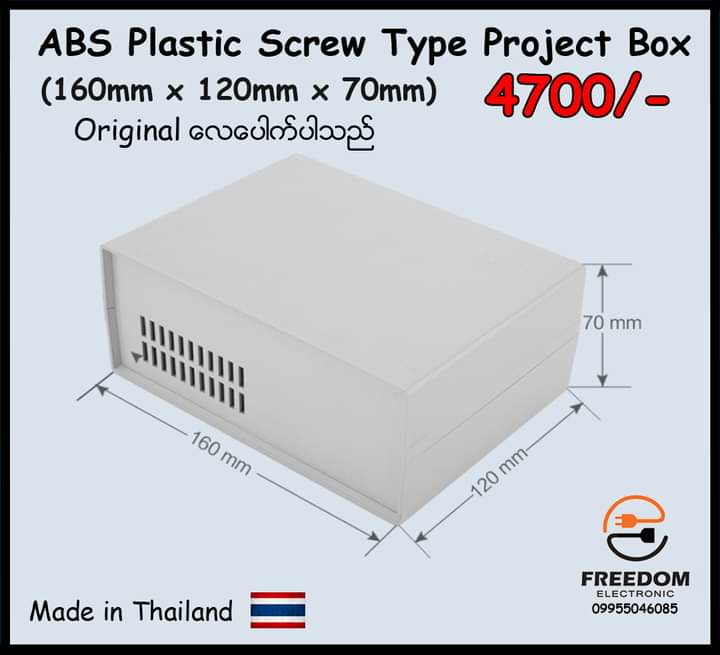 ABS Plastic Screw Type Project Box
(160mm x 120mm x 70mm) 4700/-
Original လေပေါက်ပါသည်
70 mm
160 mm
120 mm
FREEDOM
ELECTRONIC
09955046085
Made in Thailand